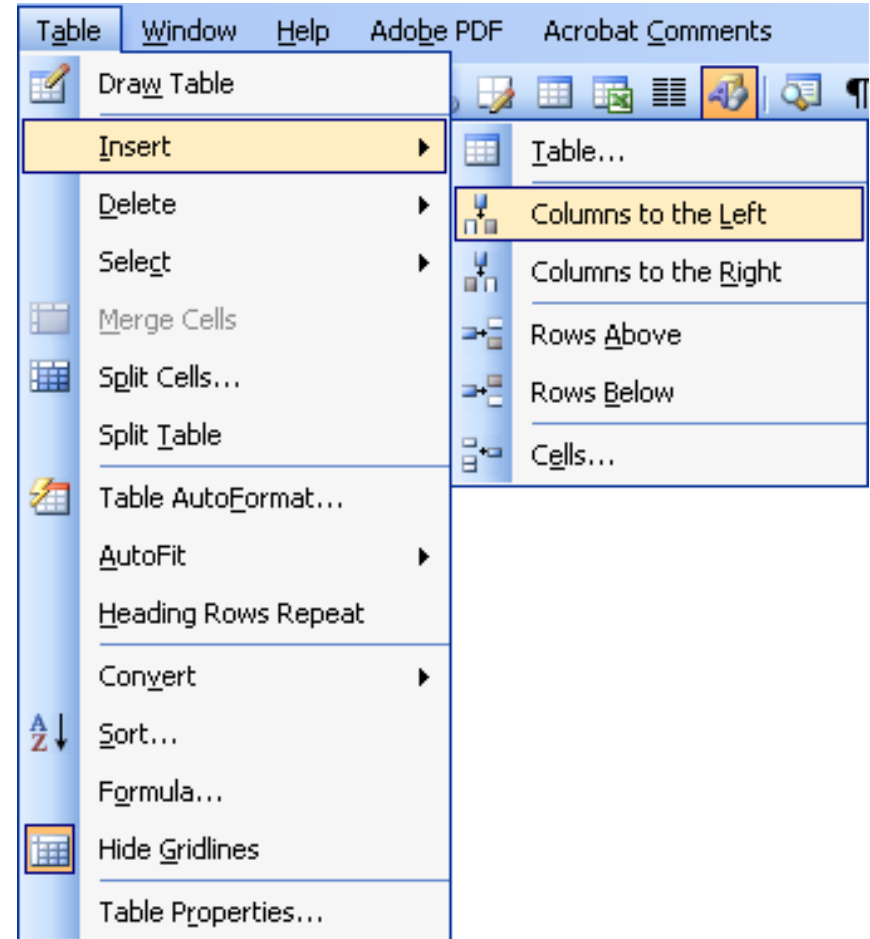 Table Window Help Adobe PDF Acrobat Comments
Draw Table
Insert
Delete
Select
Merge Cells
Split Cells...
Split Table
Table AutoFormat...
AutoFit
Heading Rows Repeat
Convert
Sort...
Formula...
Hide Gridlines
Table Properties...
Table...
Columns to the Left
Columns to the Right
Rows Above
Rows Below
Cells...